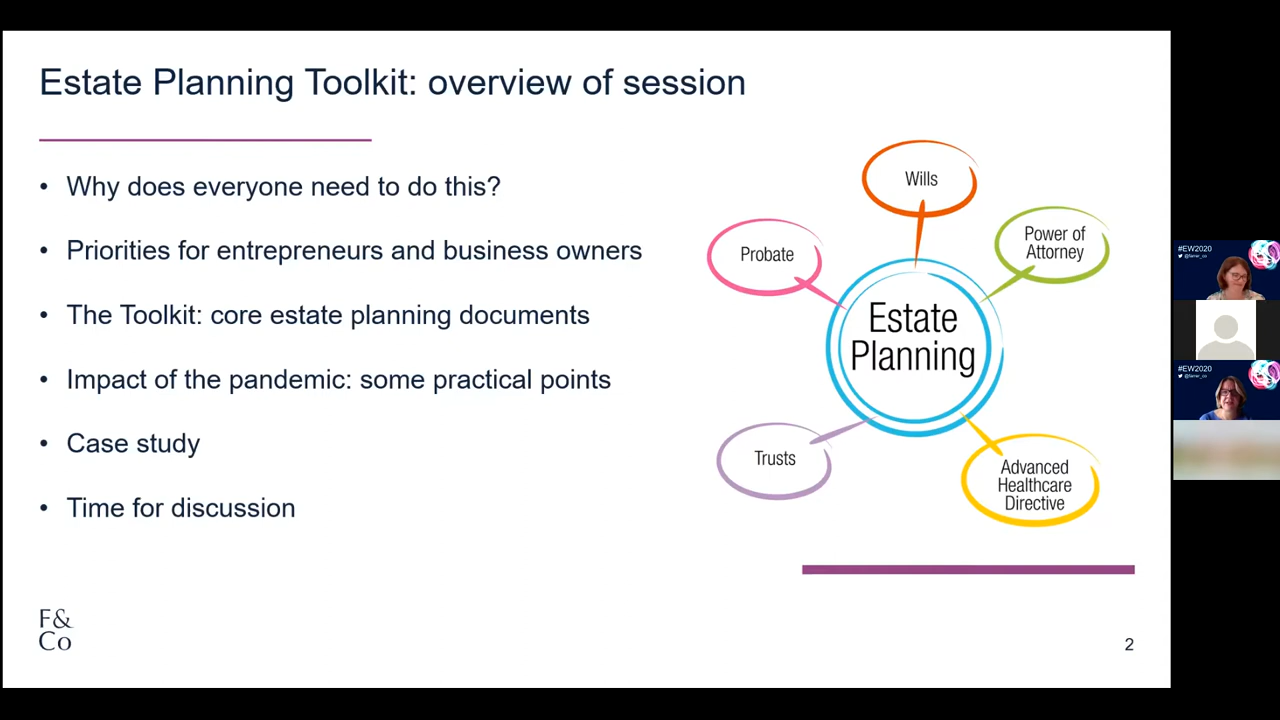 Estate Planning Toolkit: overview of session
• Why does everyone need to do this?
• Priorities for entrepreneurs and business owners
• The Toolkit: core estate planning documents
• Impact of the pandemic: some practical points
• Case study
• Time for discussion
Wills
Power of
Attorney
Probate
Estate
Planning
Trusts
Advanced
Healthcare
Directive
F&
Co
2
#EW2020
@farrer_co
#EW2020
@farrer_co